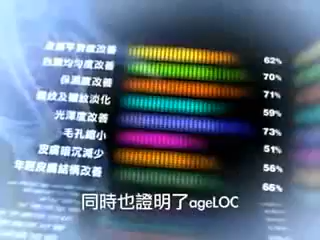 皮膚平滑度改善 62%
色澤均勻度改善 70%
保濕度改善 71%
細紋及皺紋淡化 59%
光澤度改善 73%
毛孔縮小 51%
皮膚暗沉減少 56%
年輕皮膚結構改善 66%
同時也證明了ageLOC